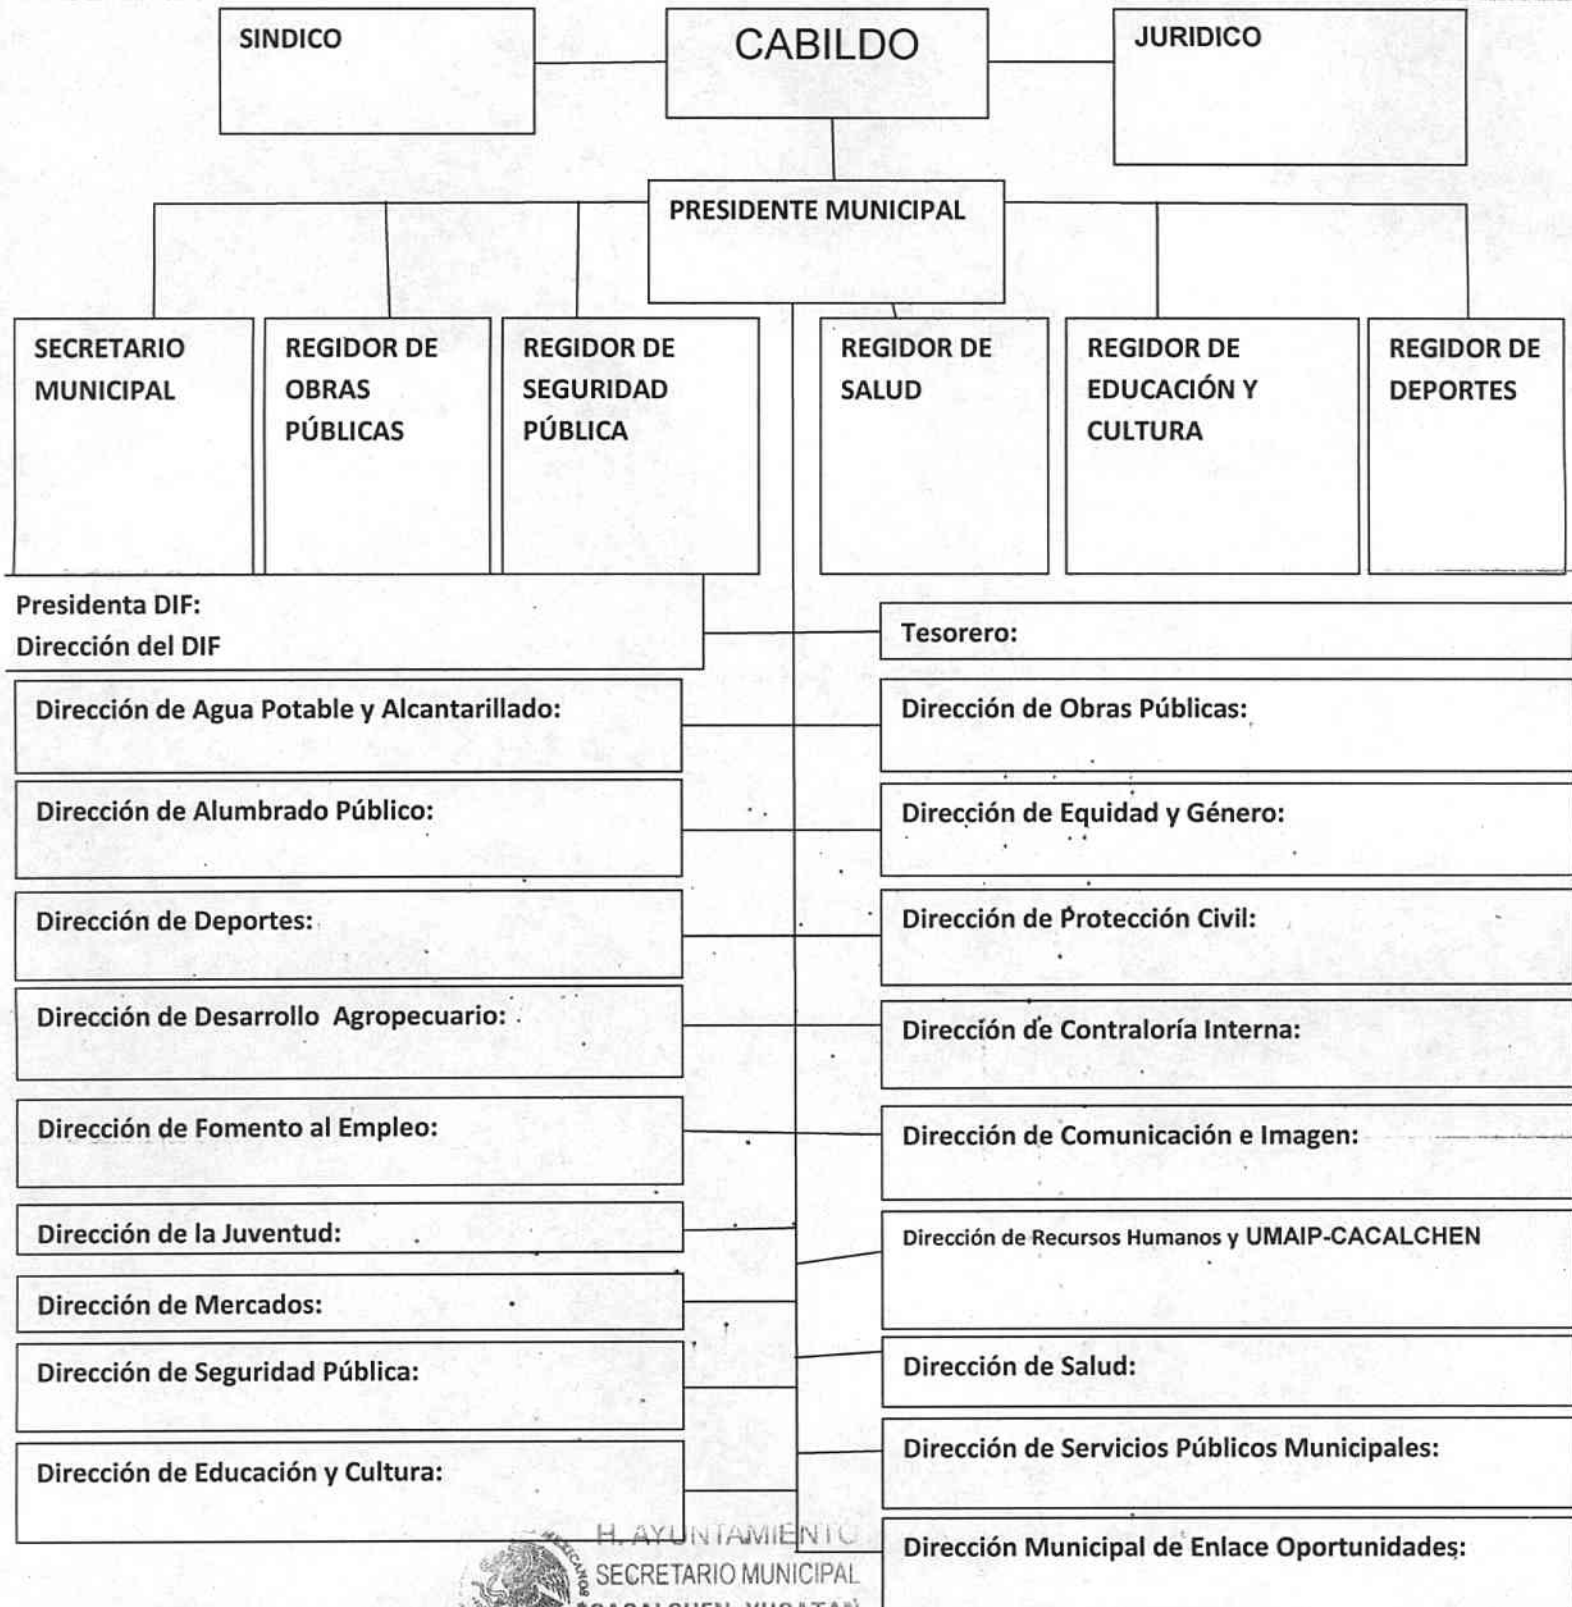 SINDICO
CABILDO
JURIDICO
PRESIDENTE MUNICIPAL
SECRETARIO
MUNICIPAL
REGIDOR DE
OBRAS
PÚBLICAS
REGIDOR DE
SEGURIDAD
PÚBLICA
REGIDOR DE
SALUD
REGIDOR DE
EDUCACIÓN Y
CULTURA
REGIDOR DE
DEPORTES
Presidenta DIF:
Dirección del DIF
Tesorero:
Dirección de Agua Potable y Alcantarillado:
Dirección de Obras Públicas:
Dirección de Alumbrado Público:
Dirección de Equidad y Género:
Dirección de Deportes:
Dirección de Protección Civil:
Dirección de Desarrollo Agropecuario:
Dirección de Contraloría Interna:
Dirección de Fomento al Empleo:
Dirección de Comunicación e Imagen:
Dirección de la Juventud:
Dirección de Recursos Humanos y UMAIP-CACALCHEN
Dirección de Mercados:
Dirección de Seguridad Pública:
Dirección de Salud:
Dirección de Educación y Cultura:
Dirección de Servicios Públicos Municipales:
Dirección Municipal de Enlace Oportunidades:
H. AYUNTAMIENTO
SECRETARIO MUNICIPAL
CACALCHEN, YUCATAN
MEXICANOS